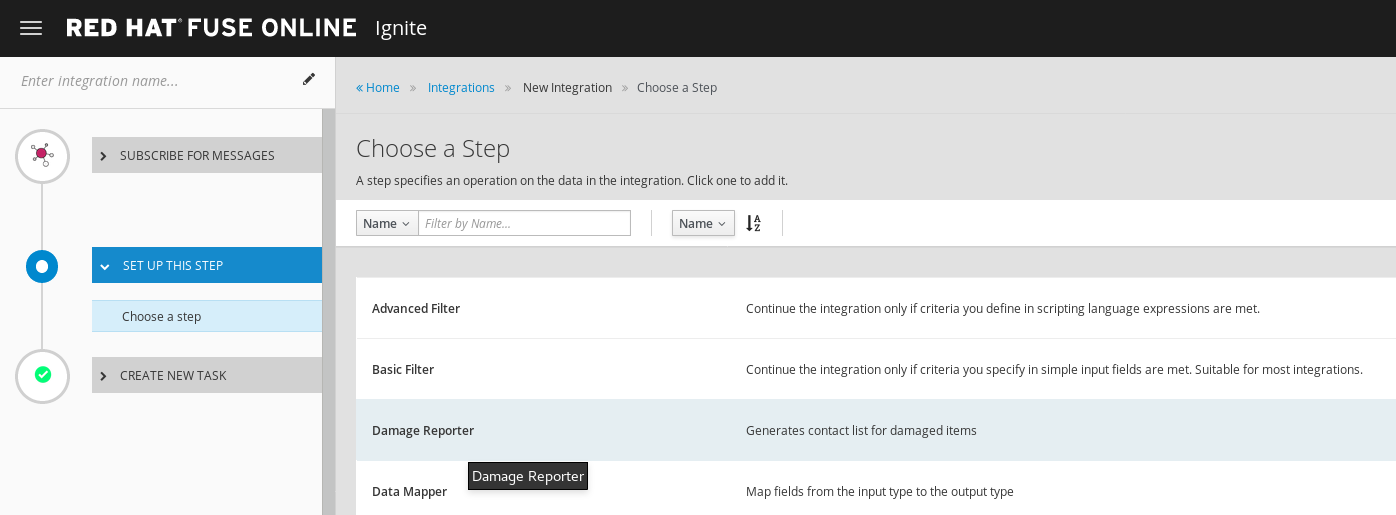 RED HAT® FUSE ONLINE Ignite
Enter integration name...
« Home » Integrations » New Integration » Choose a Step
SUBSCRIBE FOR MESSAGES
SET UP THIS STEP
Choose a step
CREATE NEW TASK
Choose a Step
A step specifies an operation on the data in the integration. Click one to add it.
Name Filter by Name... Name A Z
Advanced Filter Continue the integration only if criteria you define in scripting language expressions are met.
Basic Filter Continue the integration only if criteria you specify in simple input fields are met. Suitable for most integrations.
Damage Reporter Generates contact list for damaged items
Damage Reporter
Data Mapper Map fields from the input type to the output type